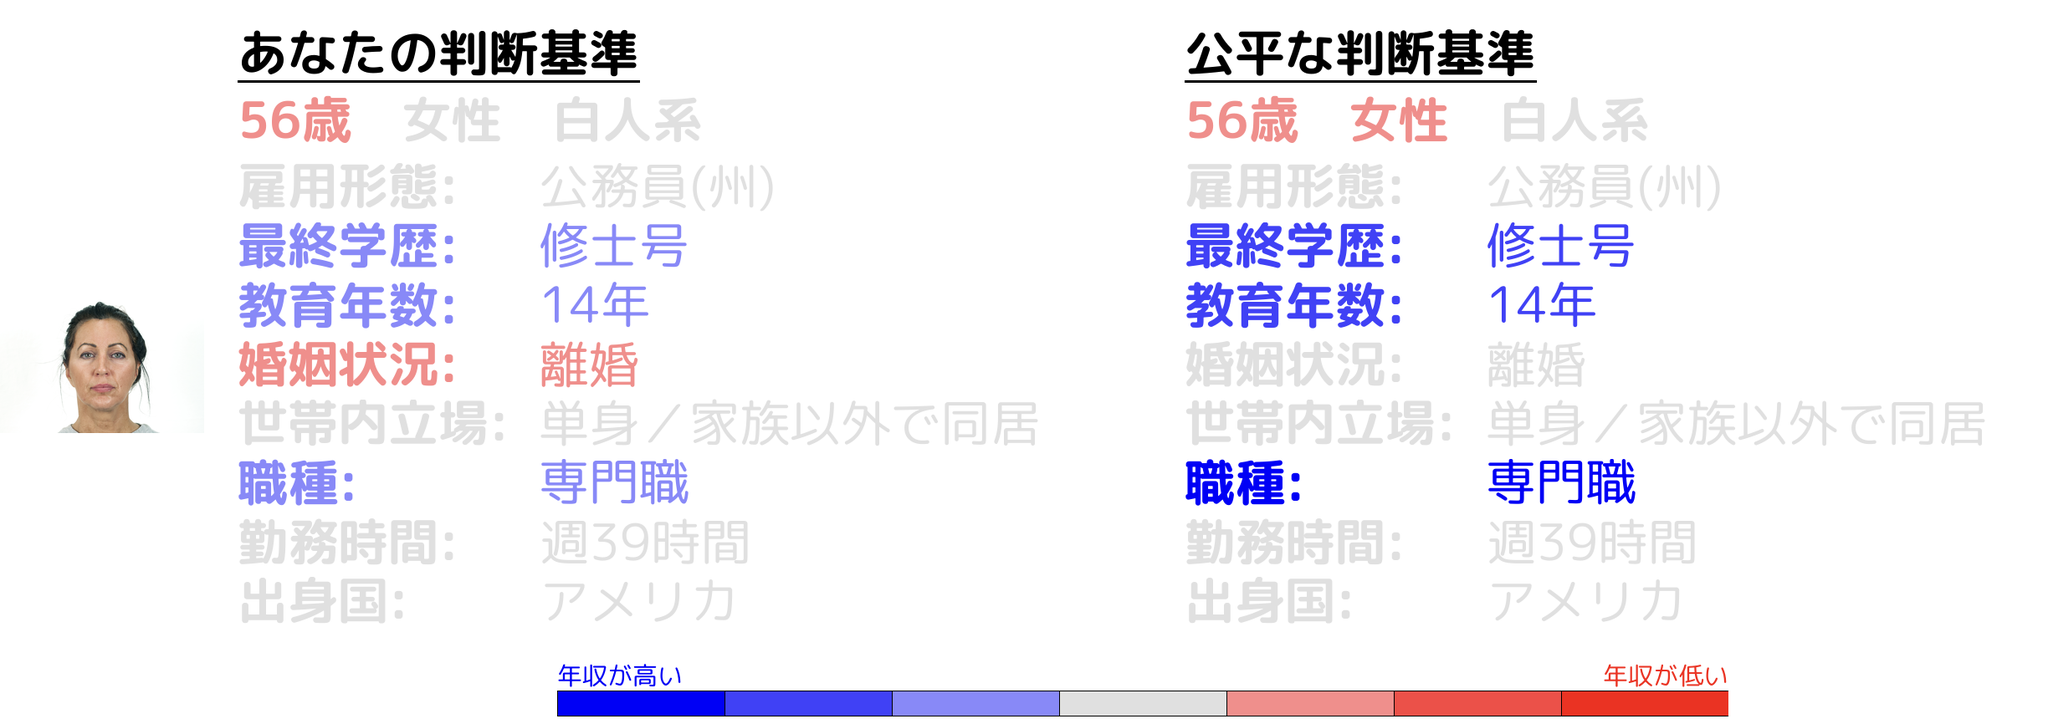 あなたの判断基準
56歳 女性 白人系
雇用形態: 公務員(州)
最終学歴: 修士号
教育年数: 14年
婚姻状況: 離婚
世帯内立場: 単身／家族以外で同居
職種: 専門職
勤務時間: 週39時間
出身国: アメリカ
公平な判断基準
56歳 女性 白人系
雇用形態: 公務員(州)
最終学歴: 修士号
教育年数: 14年
婚姻状況: 離婚
世帯内立場: 単身／家族以外で同居
職種: 専門職
勤務時間: 週39時間
出身国: アメリカ
年収が高い
年収が低い